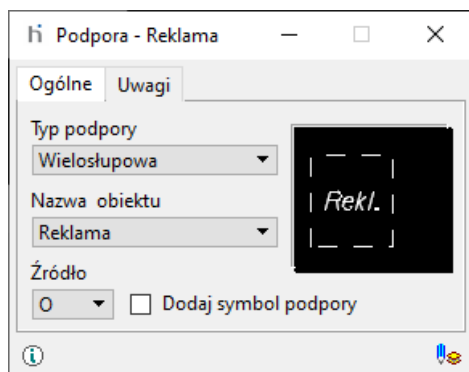 Podpora - Reklama
Ogólne Uwagi
Typ podpory
Wielosłupowa
Nazwa obiektu
Reklama
Rekl.
Źródło
O Dodaj symbol podpory